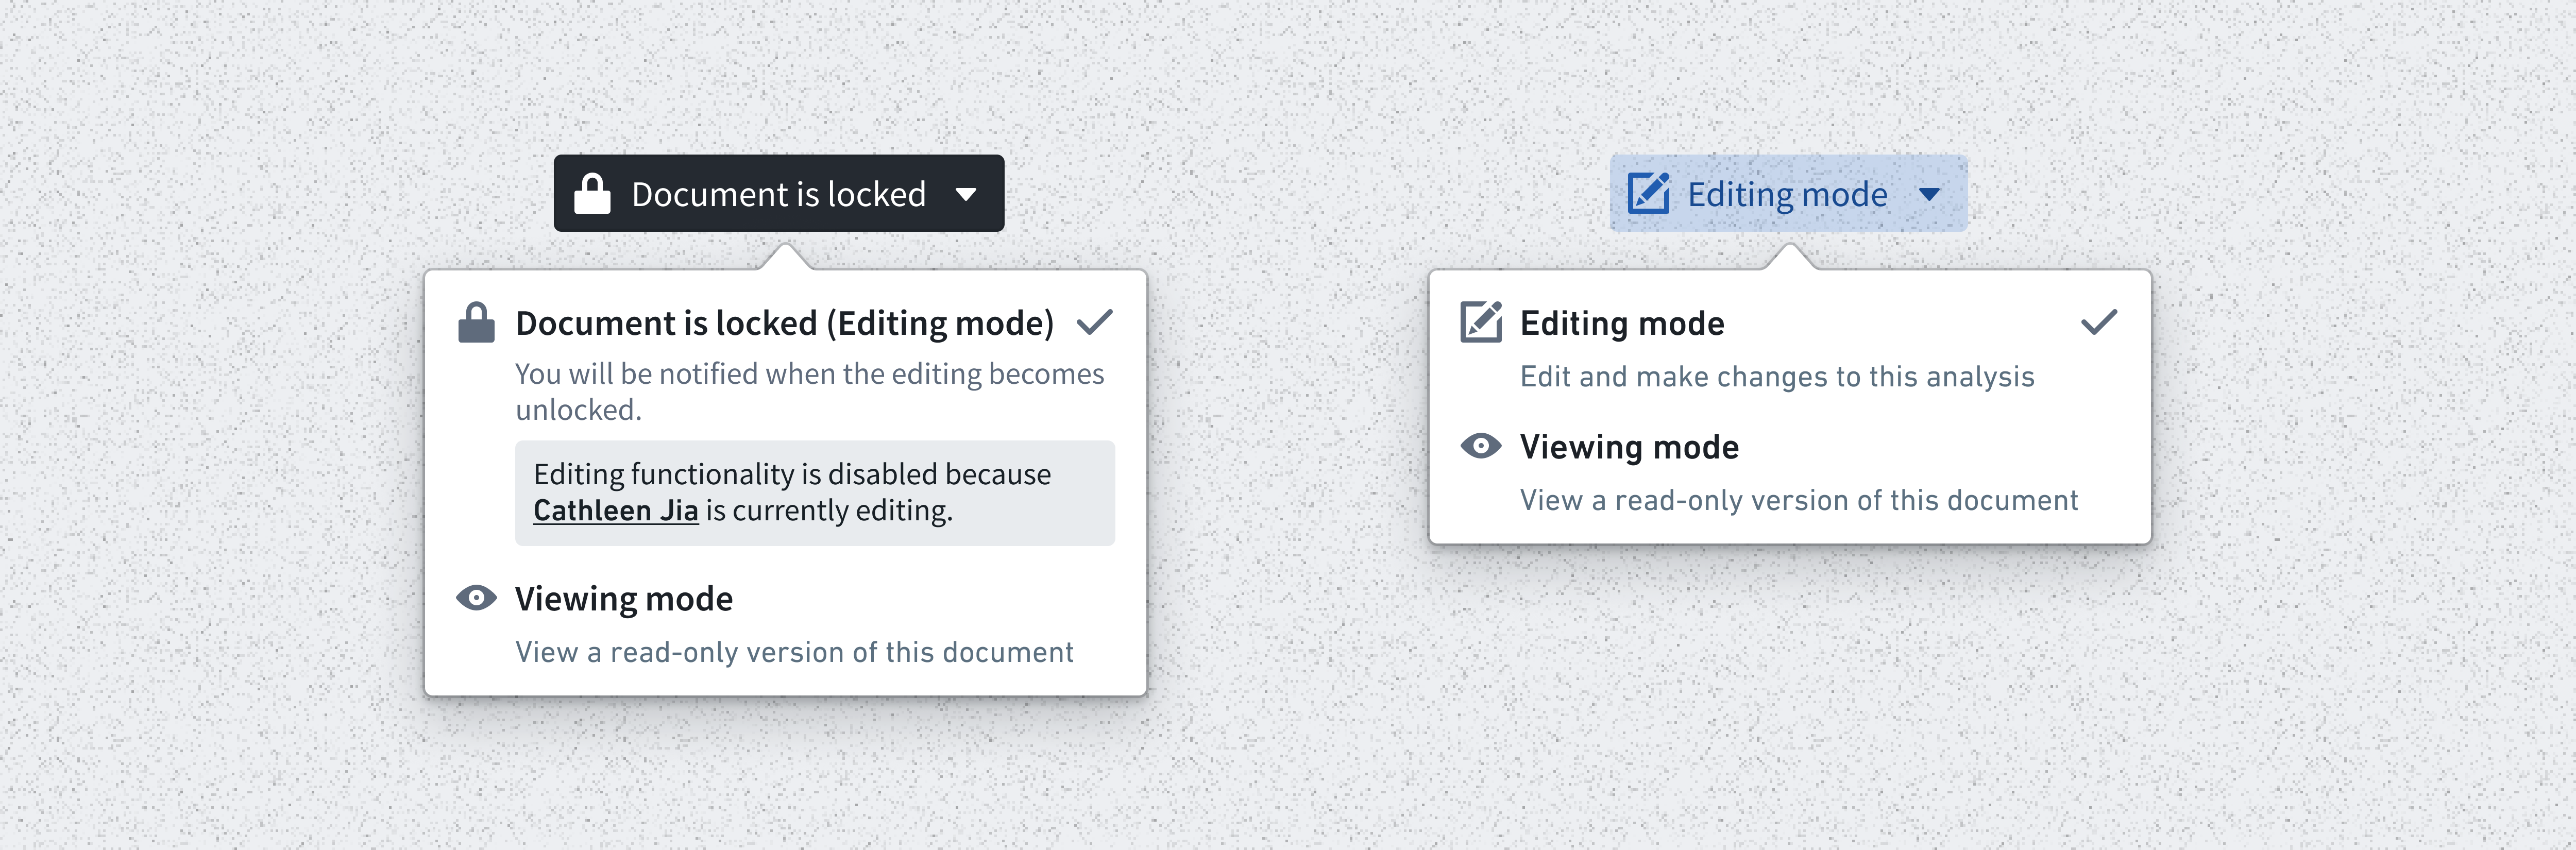 Document is locked
Document is locked (Editing mode)
You will be notified when the editing becomes
unlocked.
Editing functionality is disabled because
Cathleen Jia is currently editing.
Viewing mode
View a read-only version of this document
Editing mode
Editing mode
Edit and make changes to this analysis
Viewing mode
View a read-only version of this document